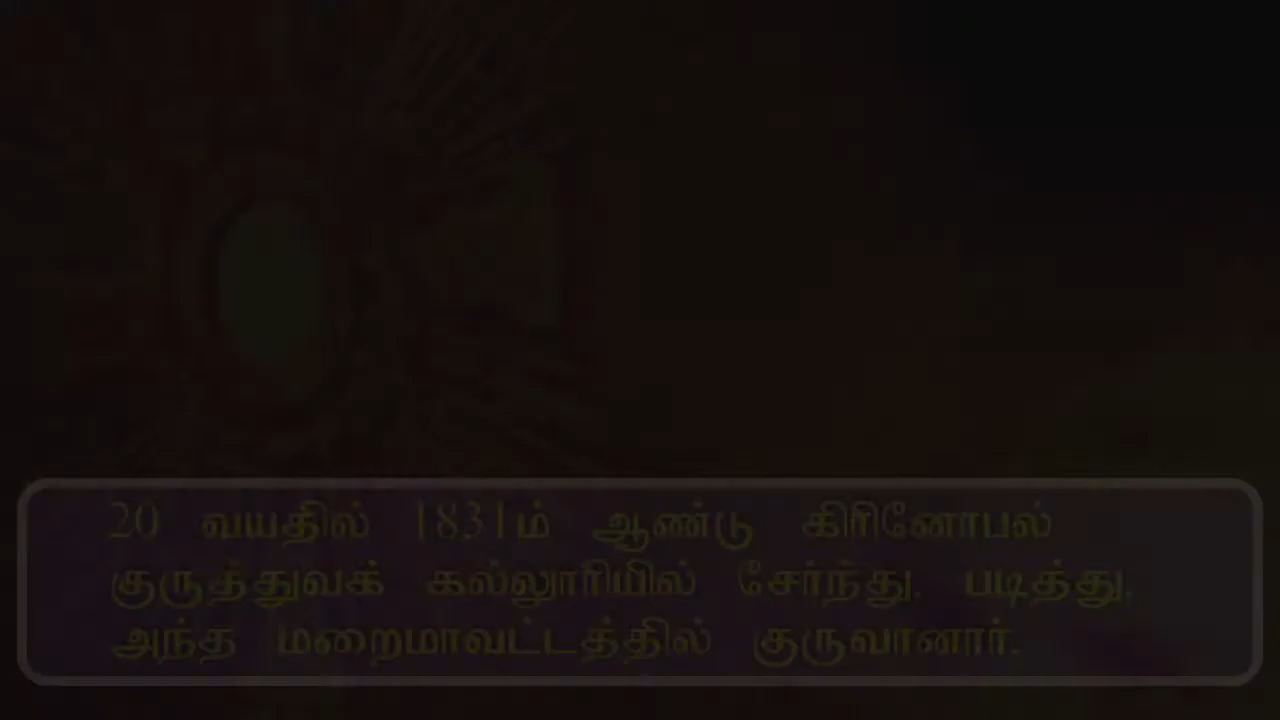 20 வயதில் 1831ம் ஆண்டு கிரினோபல்
குருத்துவக் கல்லூரியில் சேர்ந்து, படித்து,
அந்த மறைமாவட்டத்தில் குருவானார்.